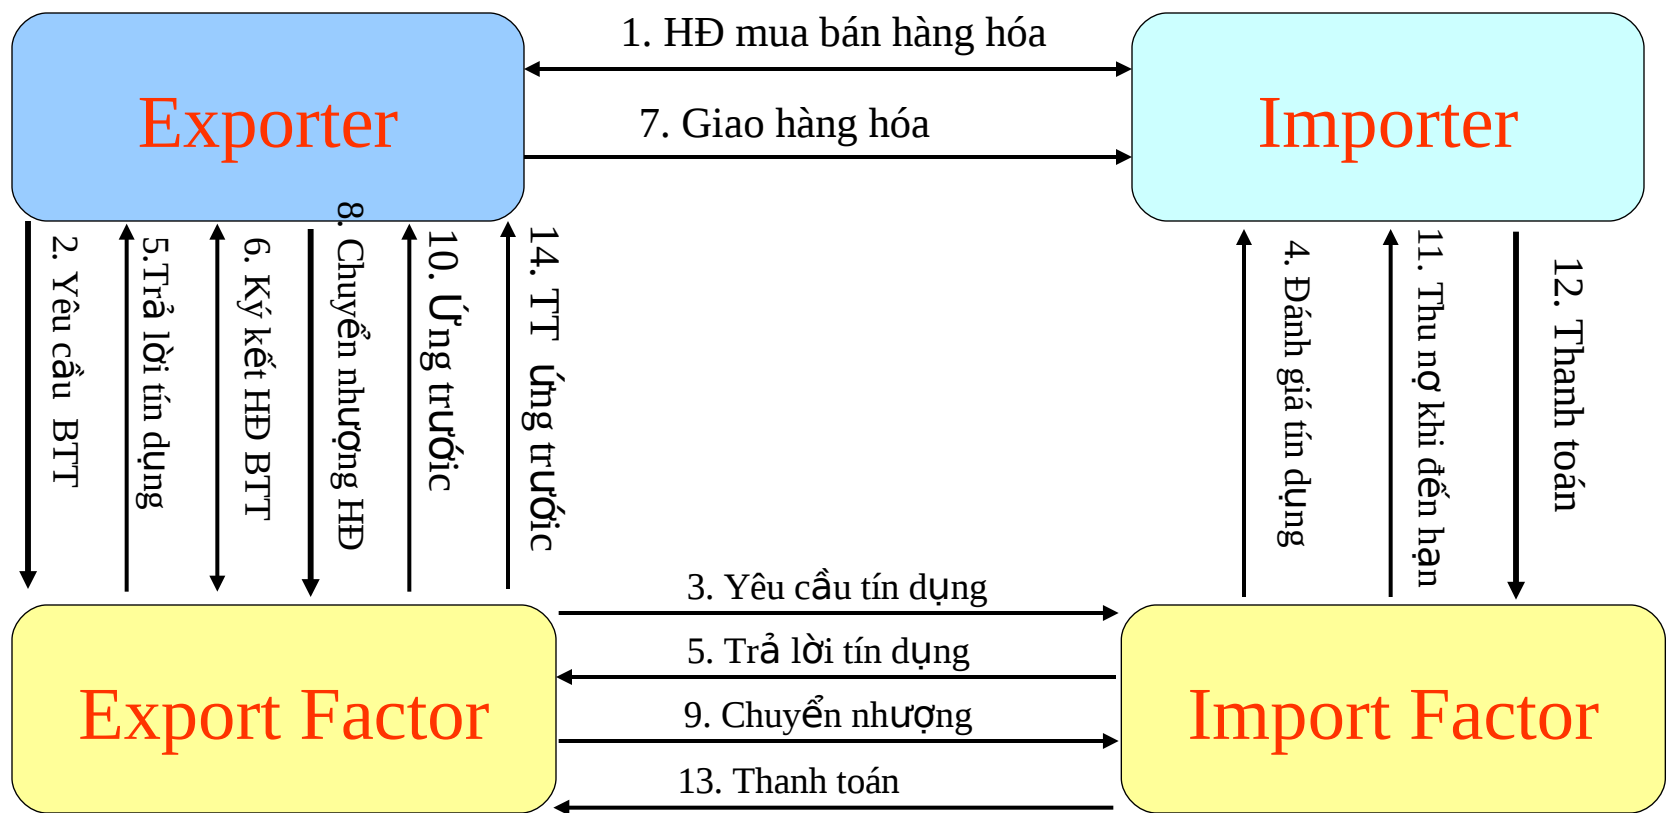 1. HĐ mua bán hàng hóa
Exporter
Importer
7. Giao hàng hóa
2. Yêu cầu BTT
5.Trả lời tín dụng
6. Ký kết HĐ BTT
8. Chuyển nhượng HĐ
10. Ứng trướic
14. TT ứng trướic
4. Đánh giá tín dụng
11. Thu nợ khi đến hạn
12. Thanh toán
3. Yêu cầu tín dụng
5. Trả lời tín dụng
9. Chuyển nhượng
13. Thanh toán
Export Factor
Import Factor